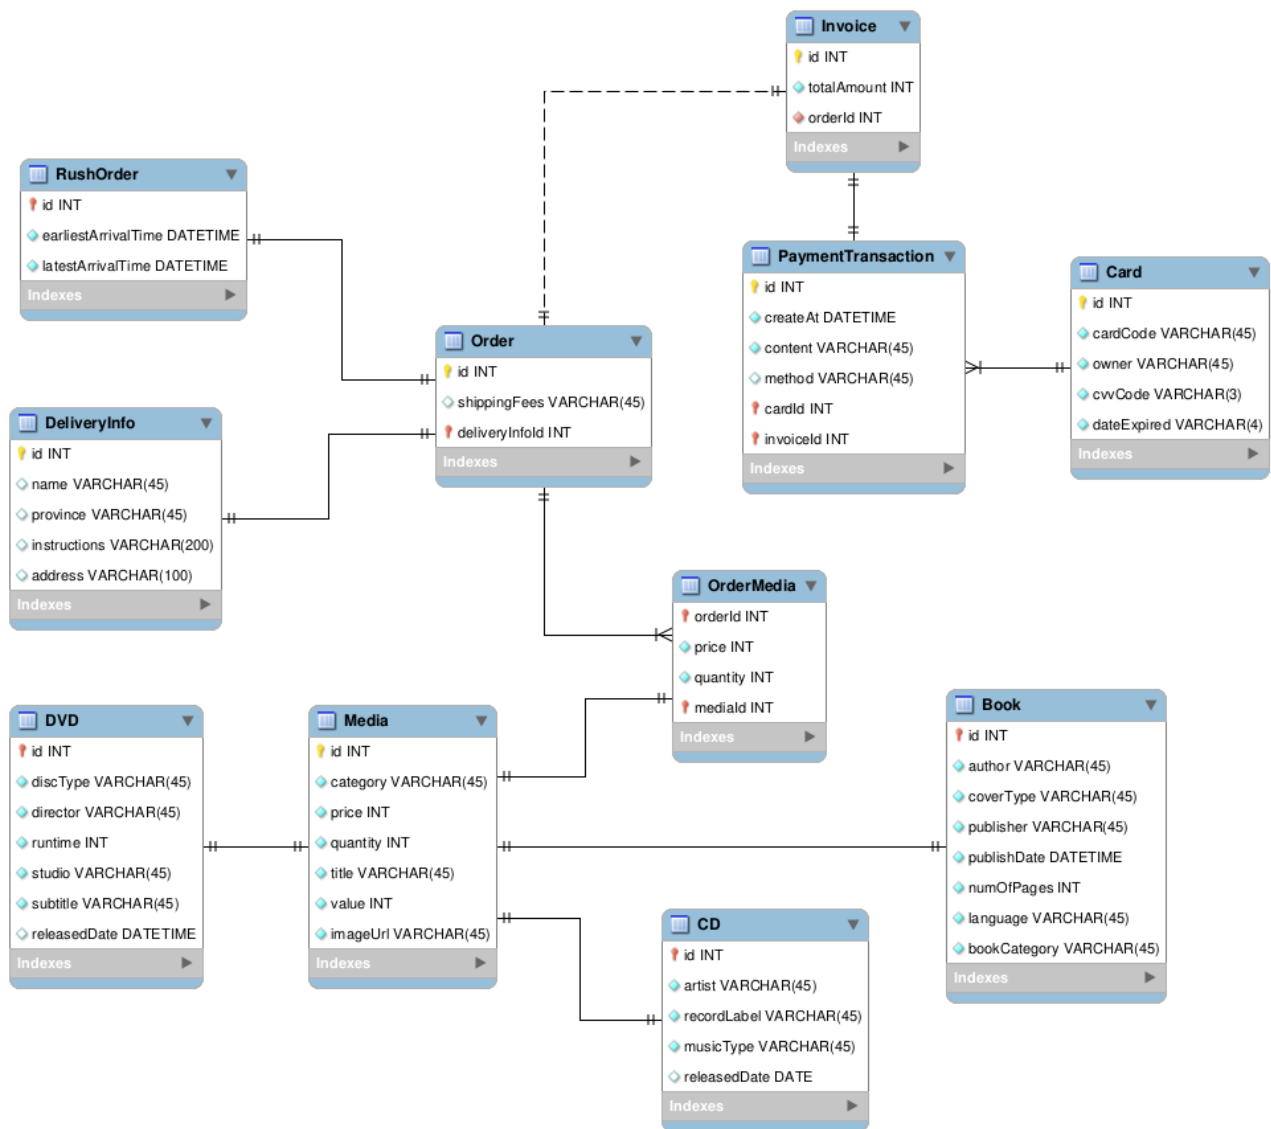 Invoice
id INT
totalAmount INT
orderId INT
Indexes
RushOrder
id INT
earliestArrivalTime DATETIME
latestArrivalTime DATETIME
Indexes
PaymentTransaction
id INT
createAt DATETIME
content VARCHAR(45)
method VARCHAR(45)
cardId INT
invoiceId INT
Indexes
Card
id INT
cardCode VARCHAR(45)
owner VARCHAR(45)
cvvCode VARCHAR(3)
dateExpired VARCHAR(4)
Indexes
Order
id INT
shippingFees VARCHAR(45)
deliveryInfoId INT
Indexes
DeliveryInfo
id INT
name VARCHAR(45)
province VARCHAR(45)
instructions VARCHAR(200)
address VARCHAR(100)
Indexes
OrderMedia
orderId INT
price INT
quantity INT
mediaId INT
Indexes
DVD
id INT
discType VARCHAR(45)
director VARCHAR(45)
runtime INT
studio VARCHAR(45)
subtitle VARCHAR(45)
releasedDate DATETIME
Indexes
Media
id INT
category VARCHAR(45)
price INT
quantity INT
title VARCHAR(45)
value INT
imageUrl VARCHAR(45)
Indexes
Book
id INT
author VARCHAR(45)
coverType VARCHAR(45)
publisher VARCHAR(45)
publishDate DATETIME
numOfPages INT
language VARCHAR(45)
bookCategory VARCHAR(45)
Indexes
CD
id INT
artist VARCHAR(45)
recordLabel VARCHAR(45)
musicType VARCHAR(45)
releasedDate DATE
Indexes